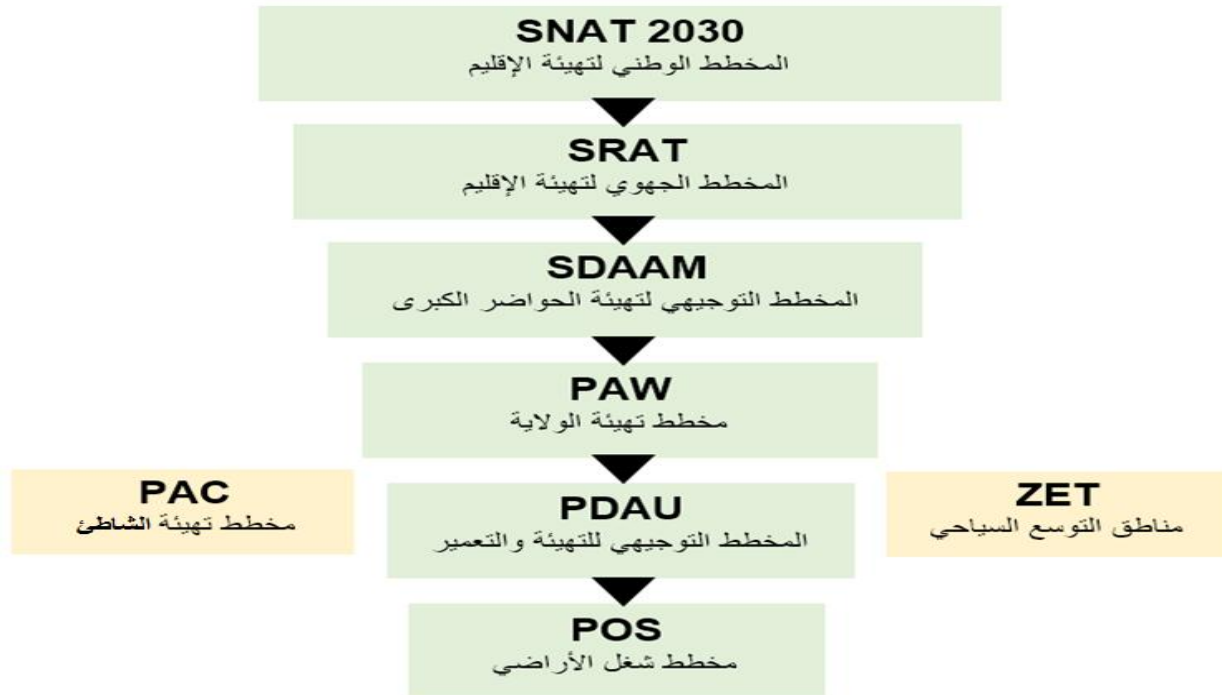 SNAT 2030
المخطط الوطني لتهيئة الإقليم
SRAT
المخطط الجهوي لتهيئة الإقليم
SDAAM
المخطط التوجيهي لتهيئة الحواضر الكبرى
PAW
مخطط تهيئة الولاية
PAC
مخطط تهيئة الشاطئ
PDAU
المخطط التوجيهي للتهيئة والتعمير
ZET
مناطق التوسع السياحي
POS
مخطط شغل الأراضي